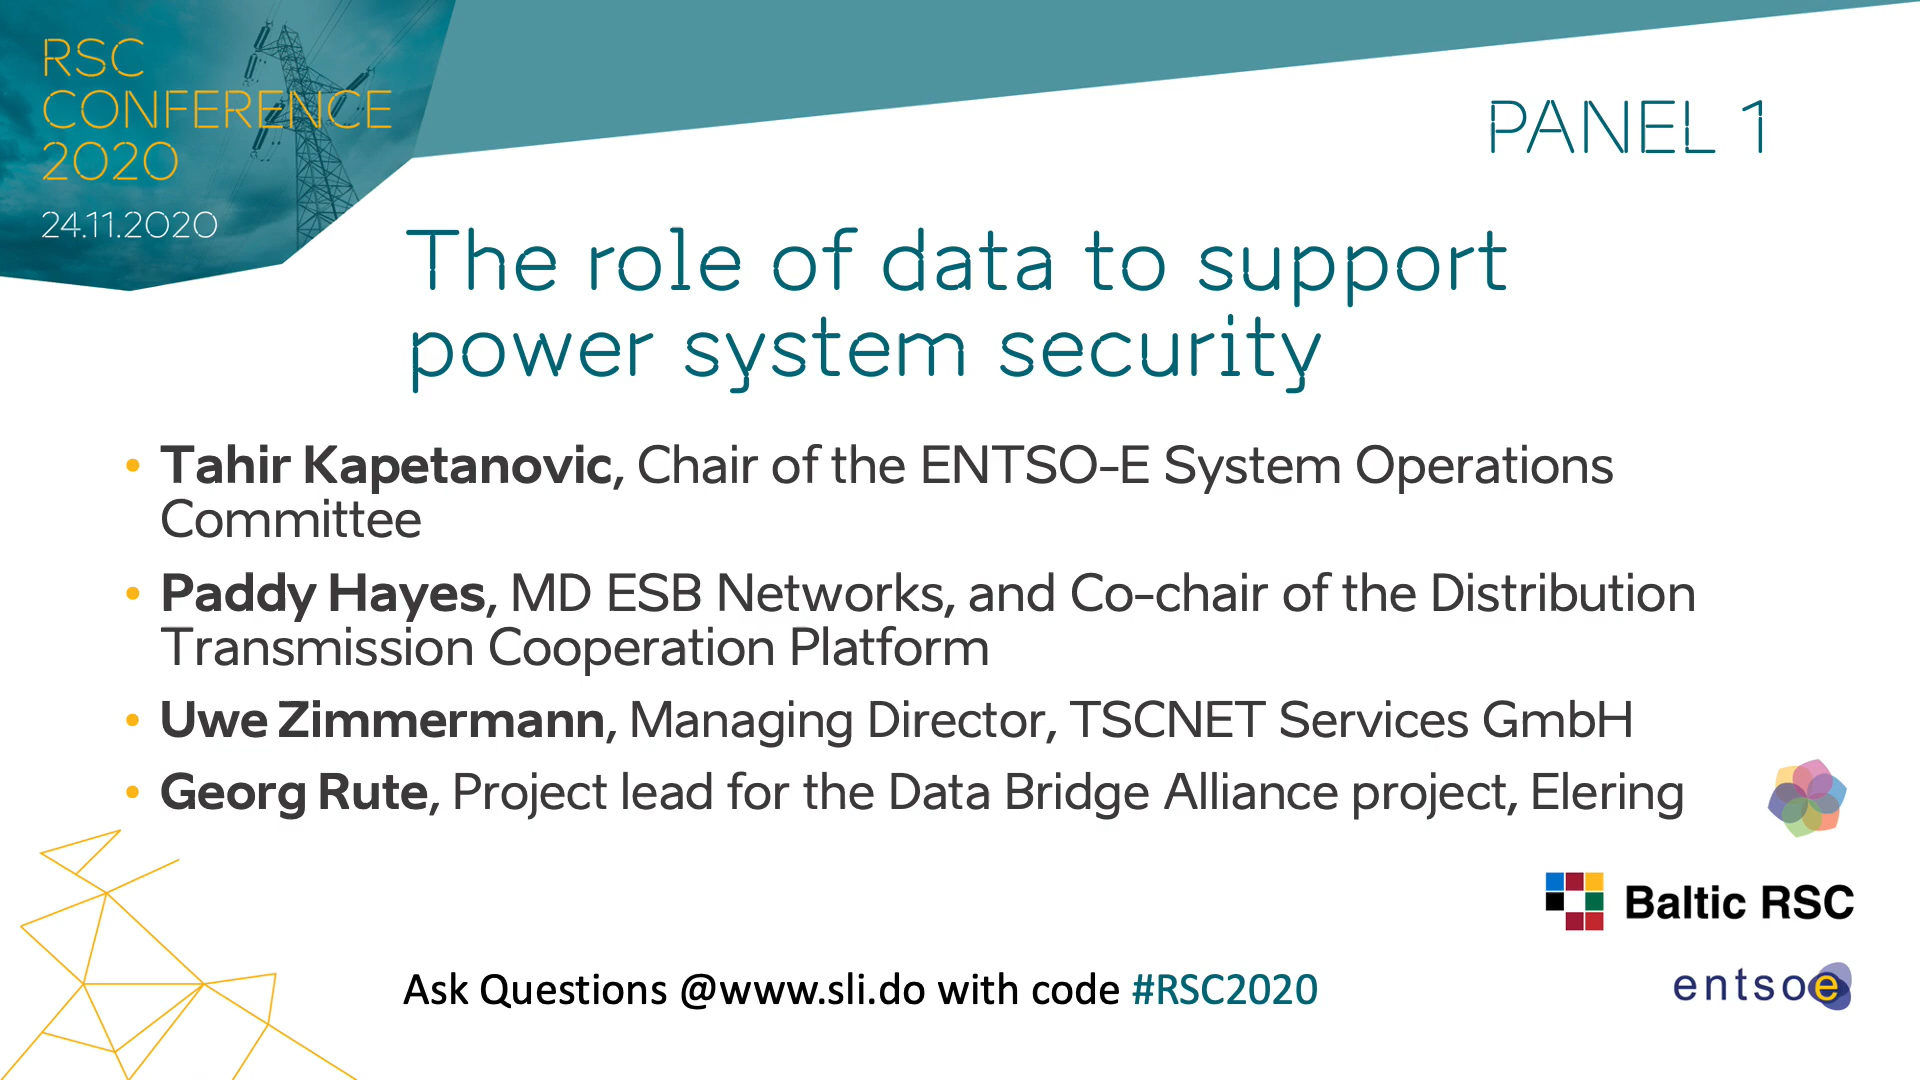 RSC
CONFERENCE
2020
24.11.2020
PANEL 1
The role of data to support
power system security
• Tahir Kapetanovic, Chair of the ENTSO-E System Operations
Committee
• Paddy Hayes, MD ESB Networks, and Co-chair of the Distribution
Transmission Cooperation Platform
• Uwe Zimmermann, Managing Director, TSCNET Services GmbH
• Georg Rute, Project lead for the Data Bridge Alliance project, Elering
Baltic RSC
Ask Questions @www.sli.do with code #RSC2020
entsoe